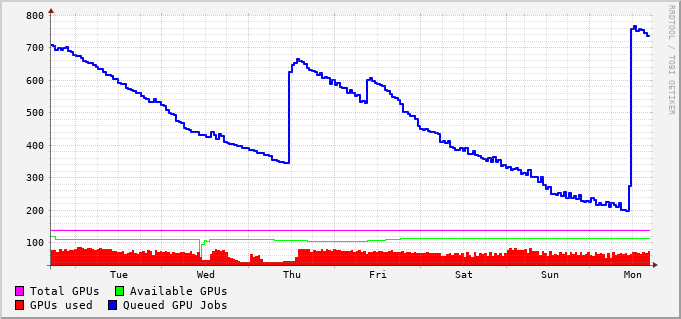 800
700
600
500
400
300
200
100
Tue Wed Thu Fri Sat Sun Mon
Total GPUs Available GPUs
GPUs used Queued GPU Jobs
RRDTOOL / TOBI OETIKER